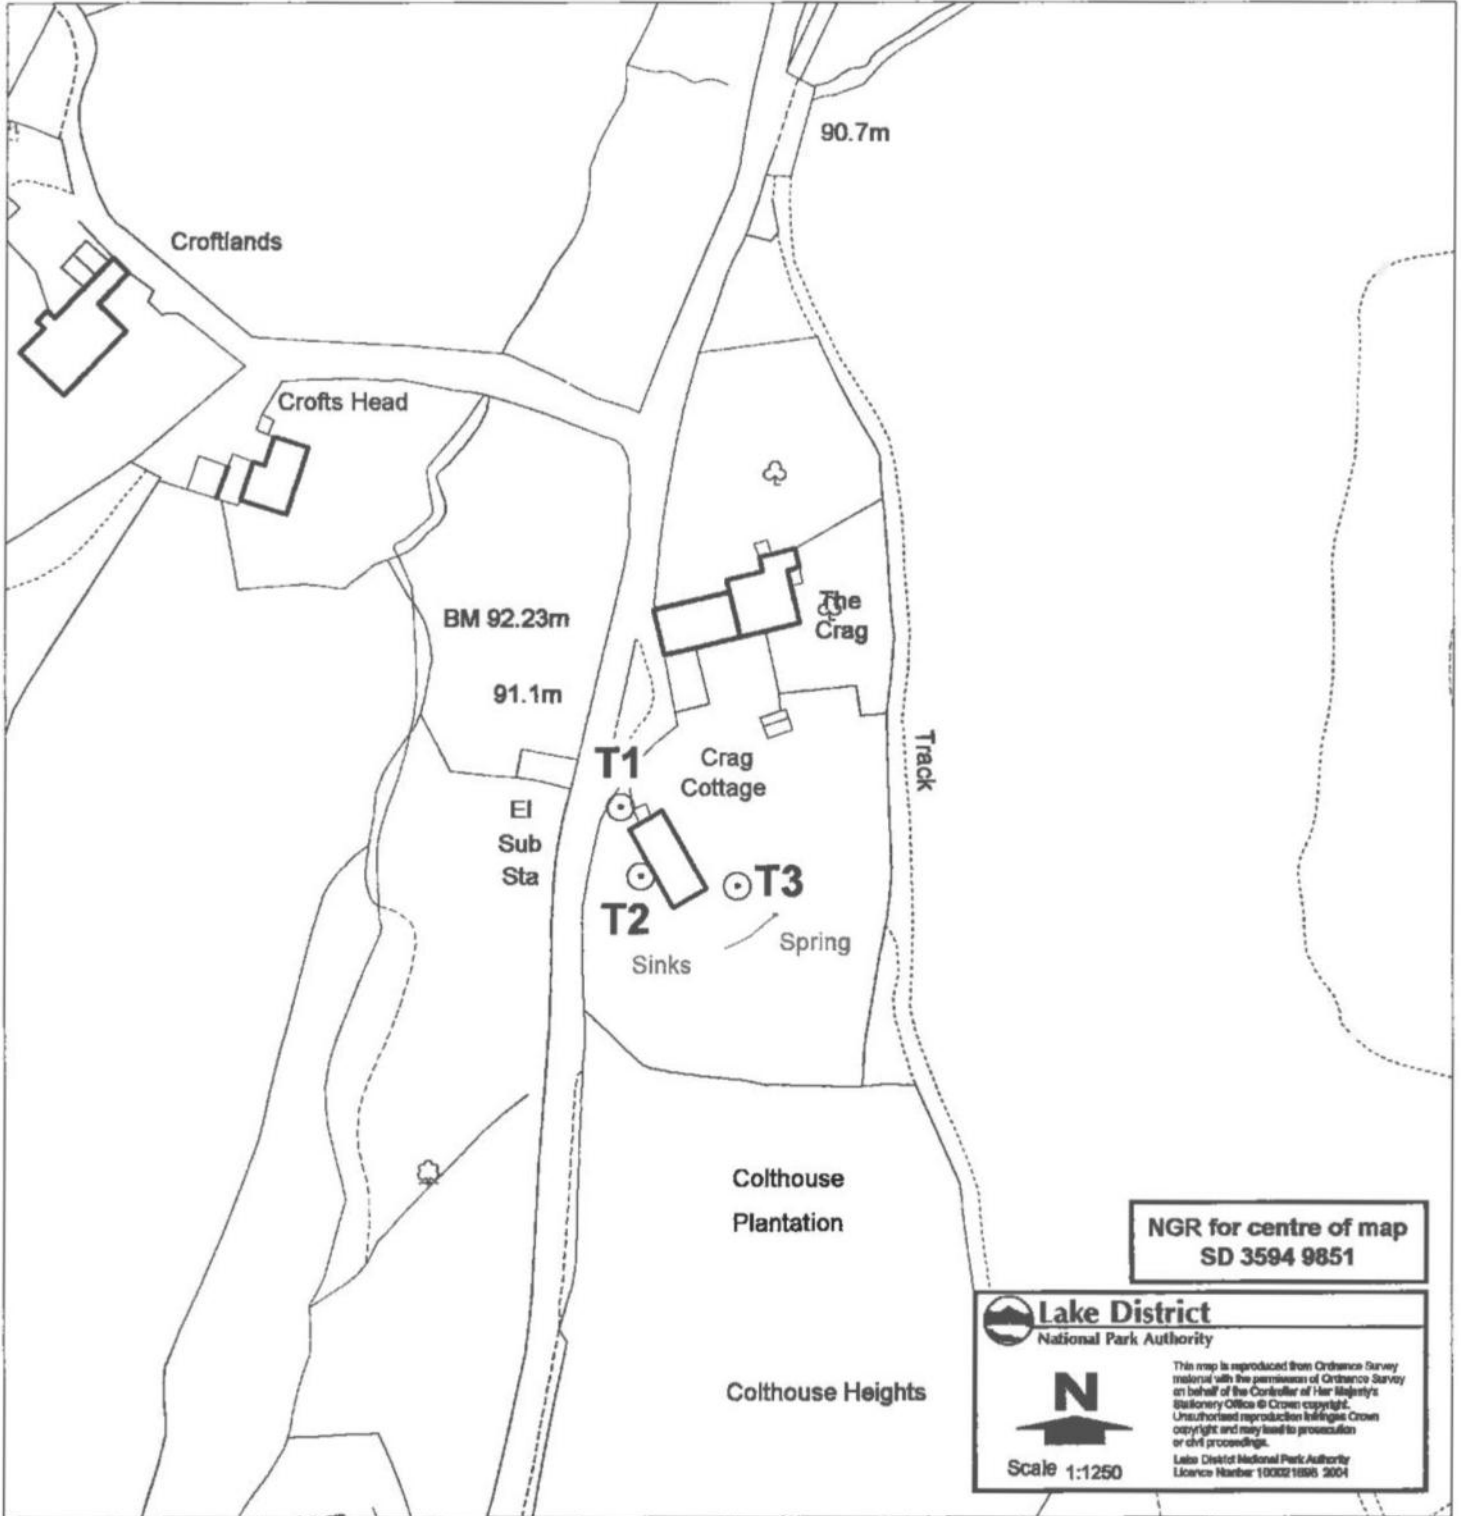 90.7m
Croftlands
Crofts Head
BM 92.23m
The
Crag
91.1m
Track
T1
Crag
Cottage
El
Sub
Sta
T3
T2
Spring
Sinks
Colthouse
Plantation
NGR for centre of map
SD 3594 9851
Lake District
National Park Authority
This map is reproduced from Ordnance Survey
material with the permission of Ordnance Survey
on behalf of the Controller of Her Majesty's
Stationery Office © Crown copyright.
Unauthorised reproduction infringes Crown
copyright and may lead to prosecution
or civil proceedings.
N
Colthouse Heights
Scale 1:1250
Lake District National Park Authority
Licence Number 2004